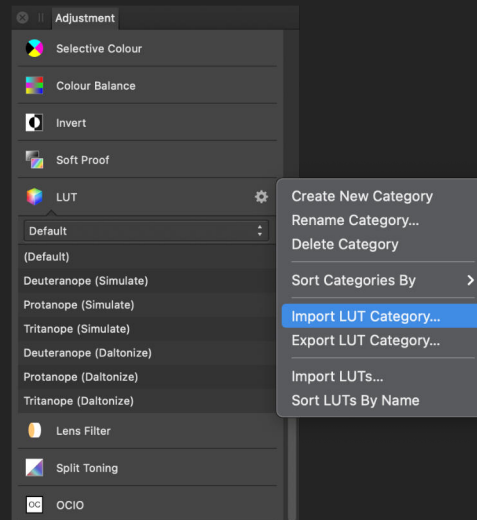 Adjustment
Selective Colour
Colour Balance
Invert
Soft Proof
LUT
Default
(Default)
Deuteranope (Simulate)
Protanope (Simulate)
Tritanope (Simulate)
Deuteranope (Daltonize)
Protanope (Daltonize)
Tritanope (Daltonize)
Lens Filter
Split Toning
OC OCIO
Create New Category
Rename Category...
Delete Category
Sort Categories By
Import LUT Category...
Export LUT Category...
Import LUTs...
Sort LUTs By Name